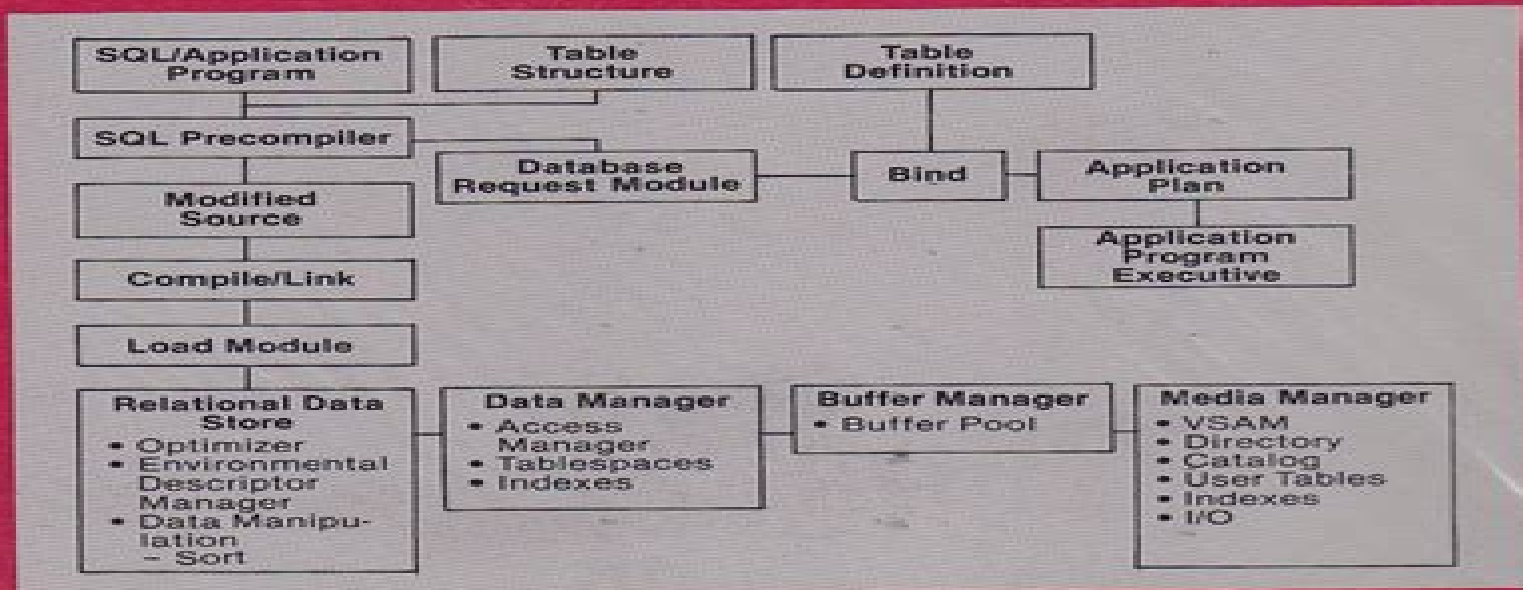 SQL/Application
Program
Table
Structure
Table
Definition
SQL Precompiler
Database
Request Module
Bind
Application
Plan
Modified
Source
Application
Program
Executive
Compile/Link
Load Module
Relational Data
Store
• Optimizer
• Environmental
Descriptor
Manager
• Data Manipu-
lation
– Sort
Data Manager
• Access
Manager
• Tablespaces
• Indexes
Buffer Manager
• Buffer Pool
Media Manager
• VSAM
• Directory
• Catalog
• User Tables
• Indexes
• I/O